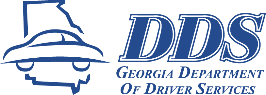 DDS
GEORGIA DEPARTMENT
OF DRIVER SERVICES